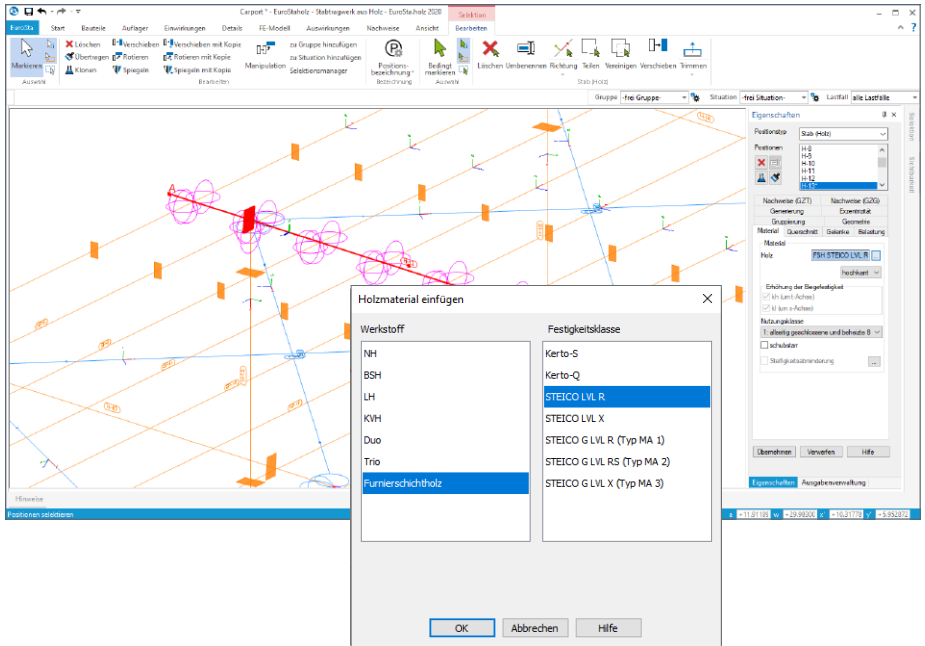 Carport * - EuroStaholz - Stabtragwerk aus Holz - EuroSta.holz 2020
Selektion
EuroSta Start Bauteile Auflager Einwirkungen Details FE-Modell Auswirkungen Nachweise Ansicht Bearbeiten
Markieren
Löschen Verschieben Verschieben mit Kopie
Übertragen Rotieren Rotieren mit Kopie
Klonen Spiegeln Spiegeln mit Kopie
Manipulation
zu Gruppe hinzufügen
zu Situation hinzufügen
Selektionsmanager
Positions-
bezeichnung
Bedingt
markieren
Löschen Umbenennen Richtung Teilen Vereinigen Verschieben Trimmen
Auswahl Bearbeiten Bezeichnung Auswahl Stab (Holz)
Gruppe -frei Gruppe- Situation -frei Situation- Lastfall alle Lastfälle
Eigenschaften
Positionstyp Stab (Holz)
Positionen H-9
H-10
H-11
H-12
H-13*
Nachweise (GZT) Nachweise (GZG)
Generierung Exzentrizität
Gruppierung Geometrie
Material Querschnitt Gelenke Belastung
Material
Holz FSH STEICO LVL R ...
hochkant
Erhöhung der Biegefestigkeit
kh (um t-Achse)
kl (um s-Achse)
Nutzungsklasse
1: allseitig geschlossene und beheizte B
schubstarr
Steifigkeitsabminderung ...
Übernehmen Verwerfen Hilfe
Eigenschaften Ausgabenverwaltung
Selektion
Sichtbarkeit
A
Hinweise
Positionen selektieren
Holzmaterial einfügen
Werkstoff
NH
BSH
LH
KVH
Duo
Trio
Furnierschichtholz
Festigkeitsklasse
Kerto-S
Kerto-Q
STEICO LVL R
STEICO LVL X
STEICO G LVL R (Typ MA 1)
STEICO G LVL RS (Typ MA 2)
STEICO G LVL X (Typ MA 3)
OK Abbrechen Hilfe